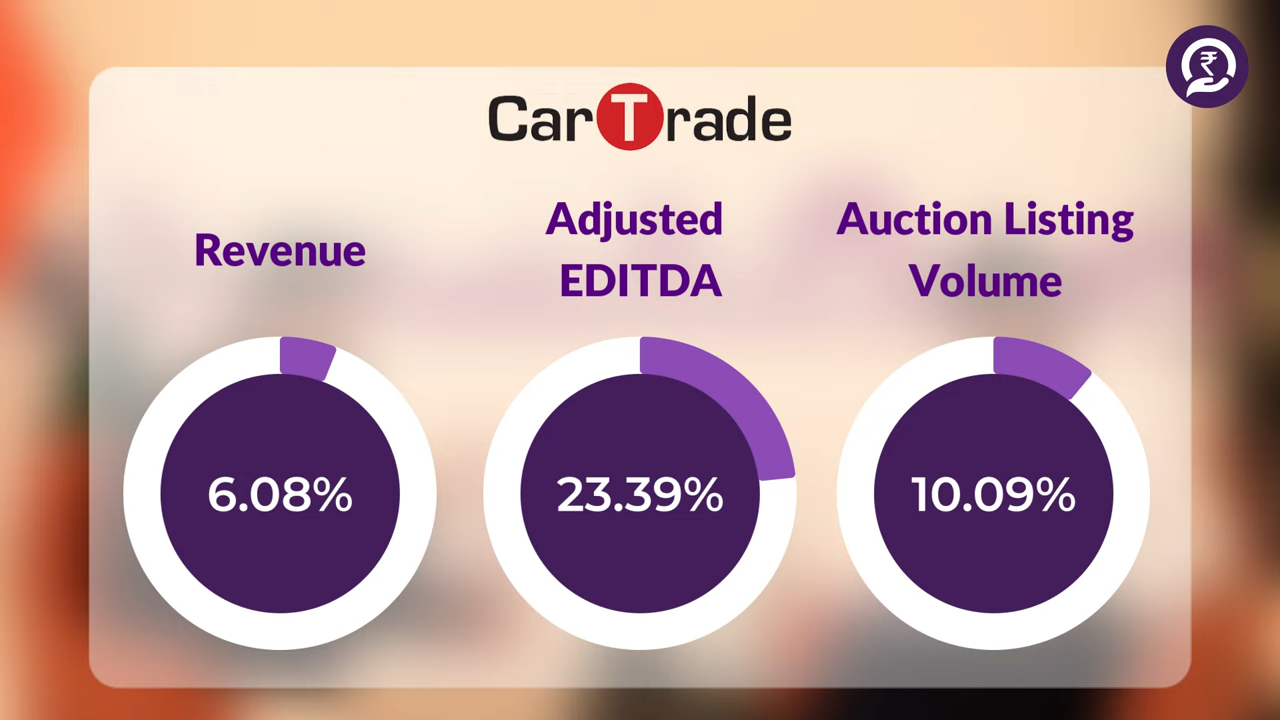 CarTrade
Revenue
Adjusted
EDITDA
Auction Listing
Volume
6.08%
23.39%
10.09%
₹